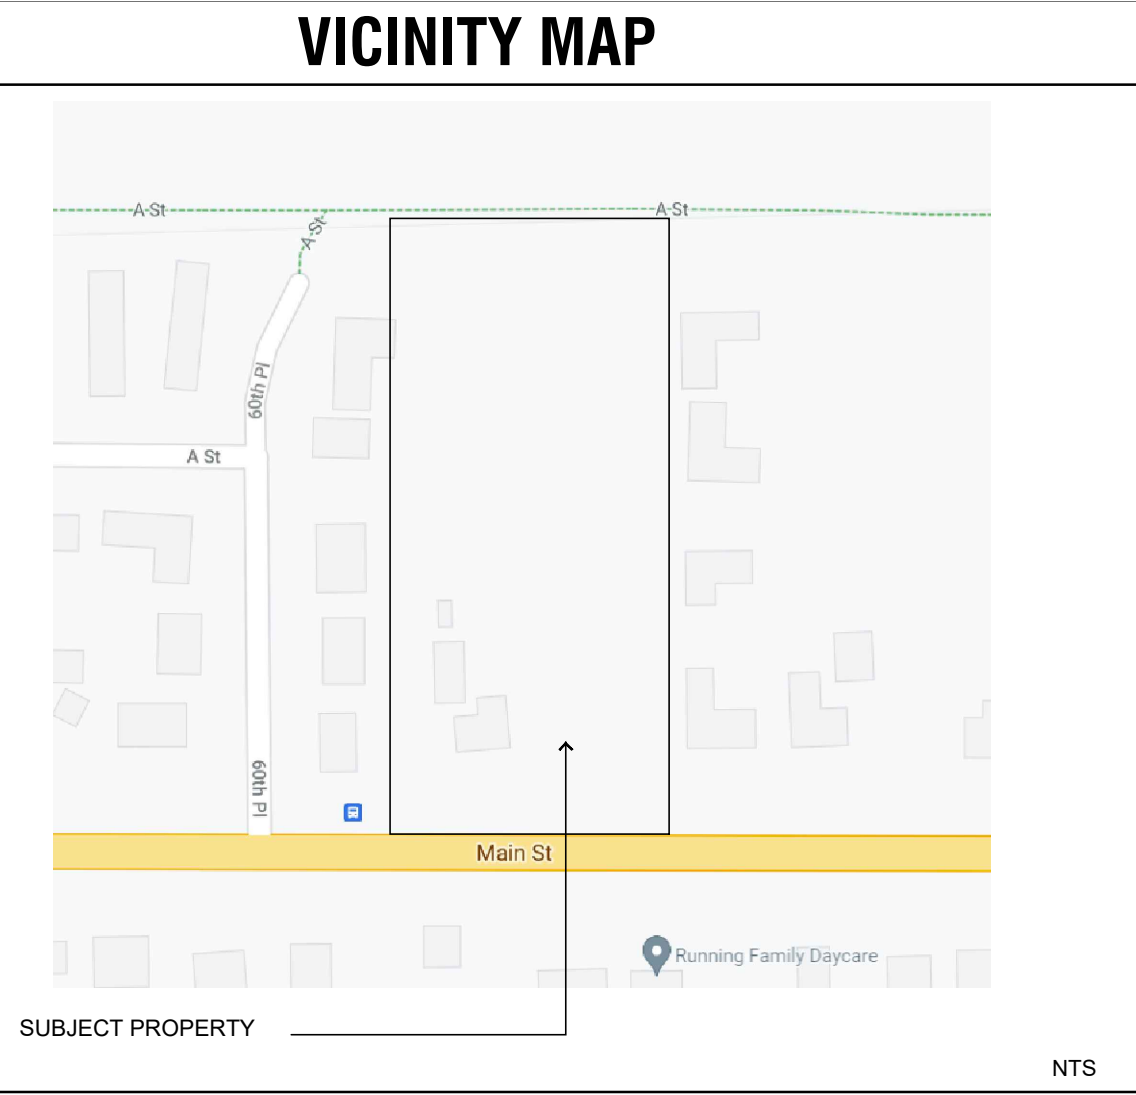 VICINITY MAP
A St
A St
A St
60th Pl
A St
60th Pl
Main St
Running Family Daycare
SUBJECT PROPERTY
NTS